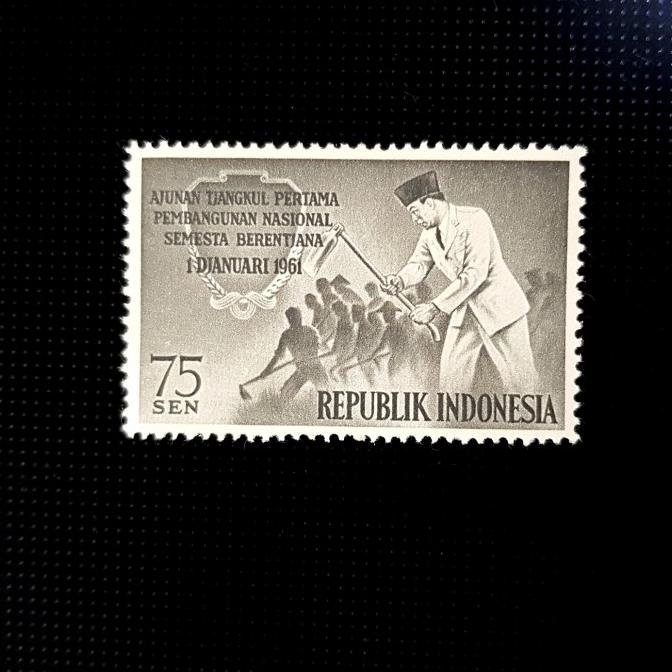 AJUNAN TJANGKUL PERTAMA
PEMBANGUNAN NASIONAL
SEMESTA BERENTJANA
1 DJANUARI 1961
75
SEN
REPUBLIK INDONESIA